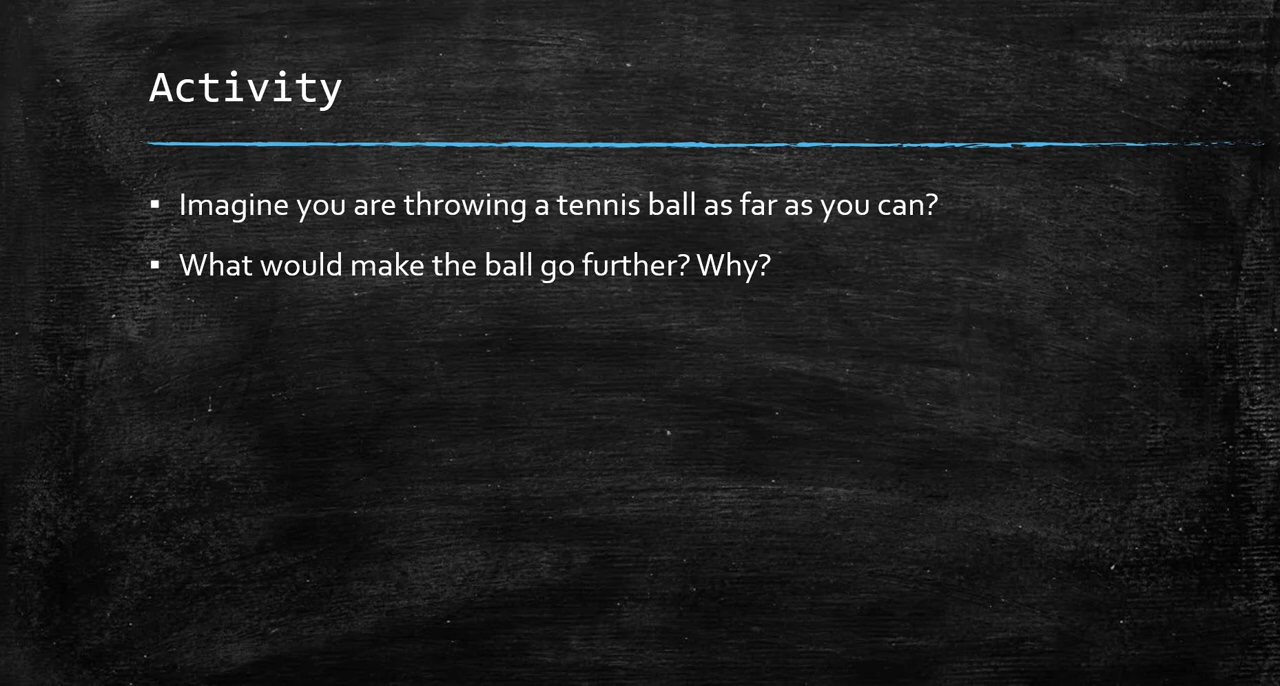 Activity
▪ Imagine you are throwing a tennis ball as far as you can?
▪ What would make the ball go further? Why?